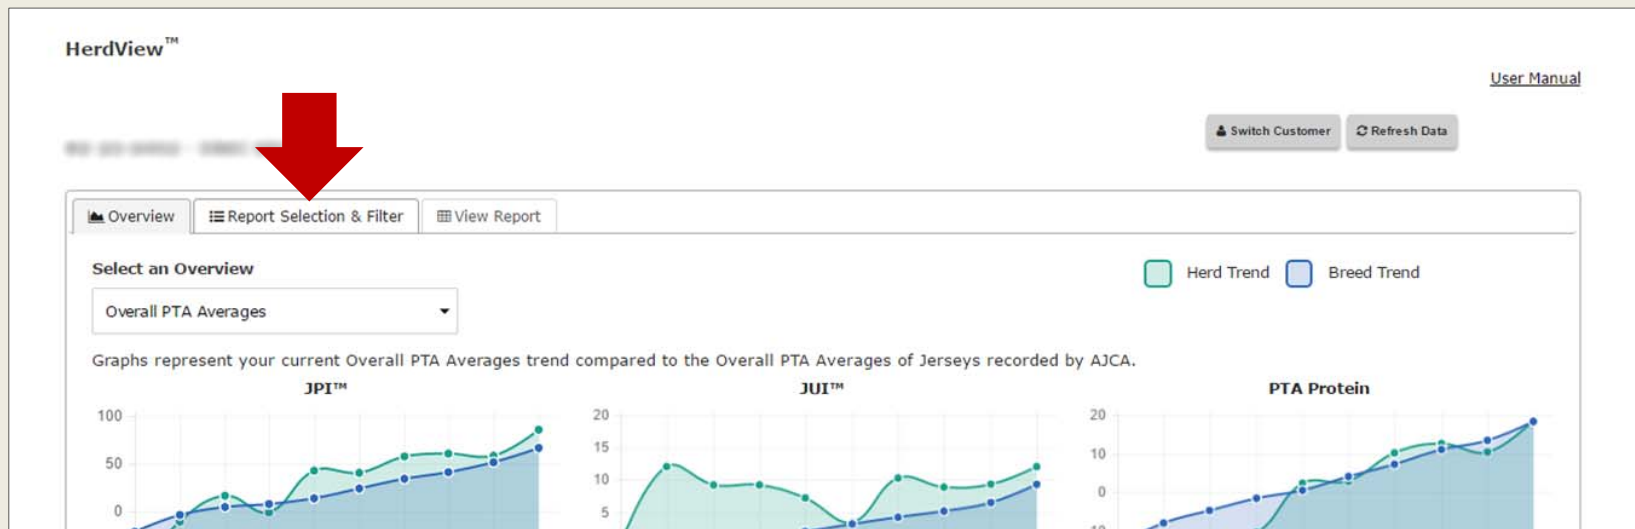 HerdView™
User Manual
Switch Customer Refresh Data
Overview Report Selection & Filter View Report
Select an Overview
Herd Trend Breed Trend
Overall PTA Averages
Graphs represent your current Overall PTA Averages trend compared to the Overall PTA Averages of Jerseys recorded by AJCA.
JPI™ JUI™ PTA Protein
100 20 20
15
50 10 10
0 5 0
-10